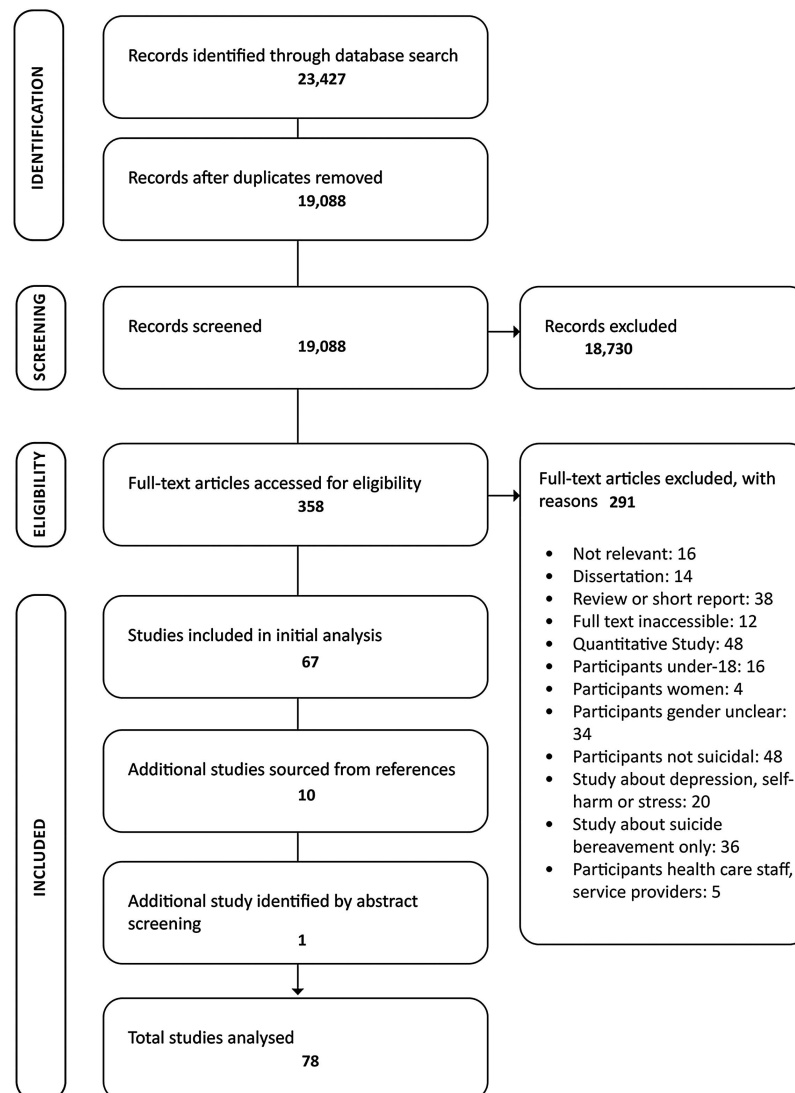 IDENTIFICATION
Records identified through database search
23,427
Records after duplicates removed
19,088
SCREENING
Records screened
19,088
Records excluded
18,730
ELIGIBILITY
Full-text articles accessed for eligibility
358
Full-text articles excluded, with
reasons 291
• Not relevant: 16
• Dissertation: 14
• Review or short report: 38
• Full text inaccessible: 12
• Quantitative Study: 48
• Participants under-18: 16
• Participants women: 4
• Participants gender unclear:
34
• Participants not suicidal: 48
• Study about depression, self-
harm or stress: 20
• Study about suicide
bereavement only: 36
• Participants health care staff,
service providers: 5
INCLUDED
Studies included in initial analysis
67
Additional studies sourced from references
10
Additional study identified by abstract
screening
1
Total studies analysed
78